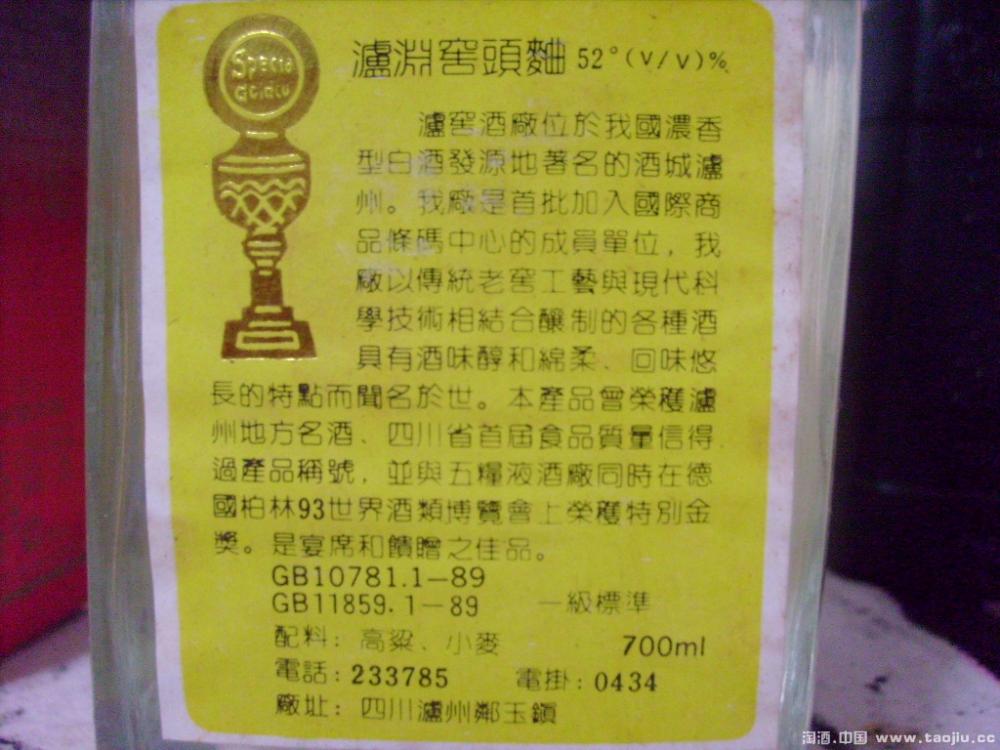 Specia
dcldcu
瀘淵窖頭麯 52°(V/V)%
瀘窖酒廠位於我國濃香
型白酒發源地著名的酒城瀘
州。我廠是首批加入國際商
品條碼中心的成員單位，我
廠以傳統老窖工藝與現代科
學技術相結合釀制的各種酒
具有酒味醇和綿柔、回味悠
長的特點而聞名於世。本產品曾榮獲瀘
州地方名酒、四川省首屆食品質量信得
過產品稱號，並與五糧液酒廠同時在德
國柏林93世界酒類博覽會上榮獲特別金
獎。是宴席和饋贈之佳品。
GB10781.1—89
GB11859.1—89 一級標準
配料：高粱、小麥 700ml
電話：233785 電掛：0434
廠址：四川瀘州鄰玉鎮
淘酒.中国 www.taojiu.cc